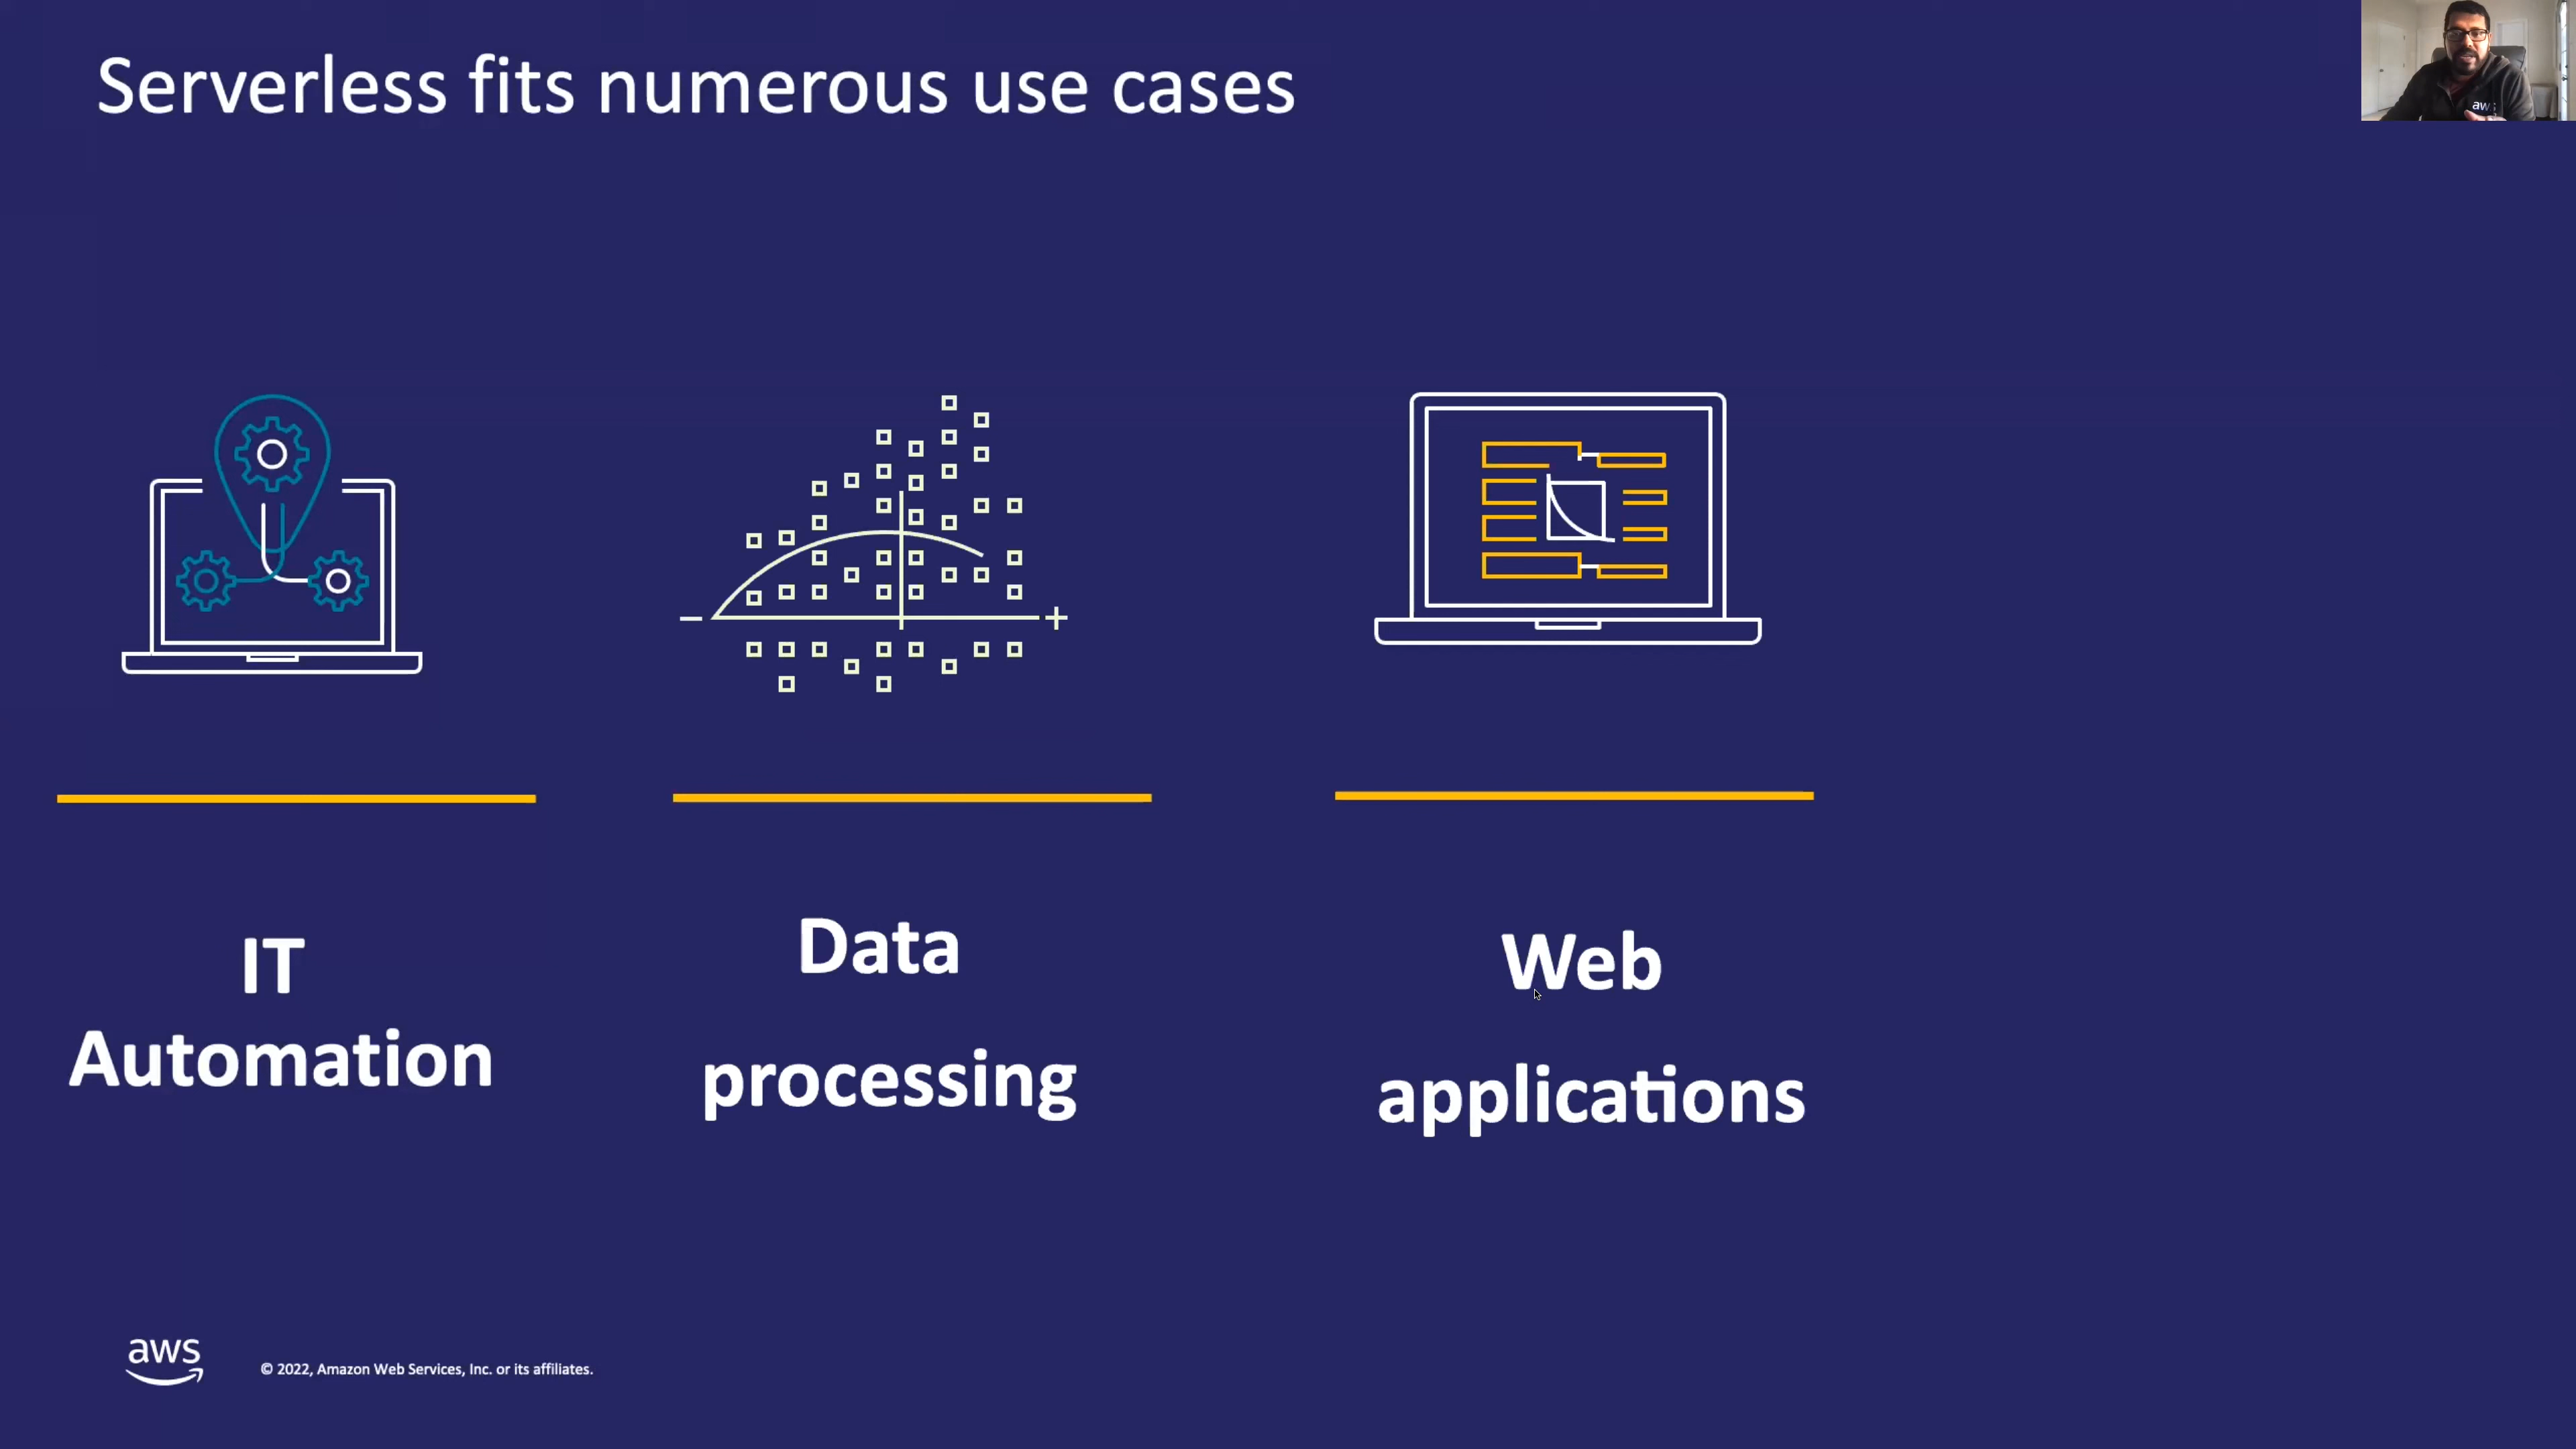 Serverless fits numerous use cases
aws
IT
Automation
Data
processing
Web
applications
aws
© 2022, Amazon Web Services, Inc. or its affiliates.